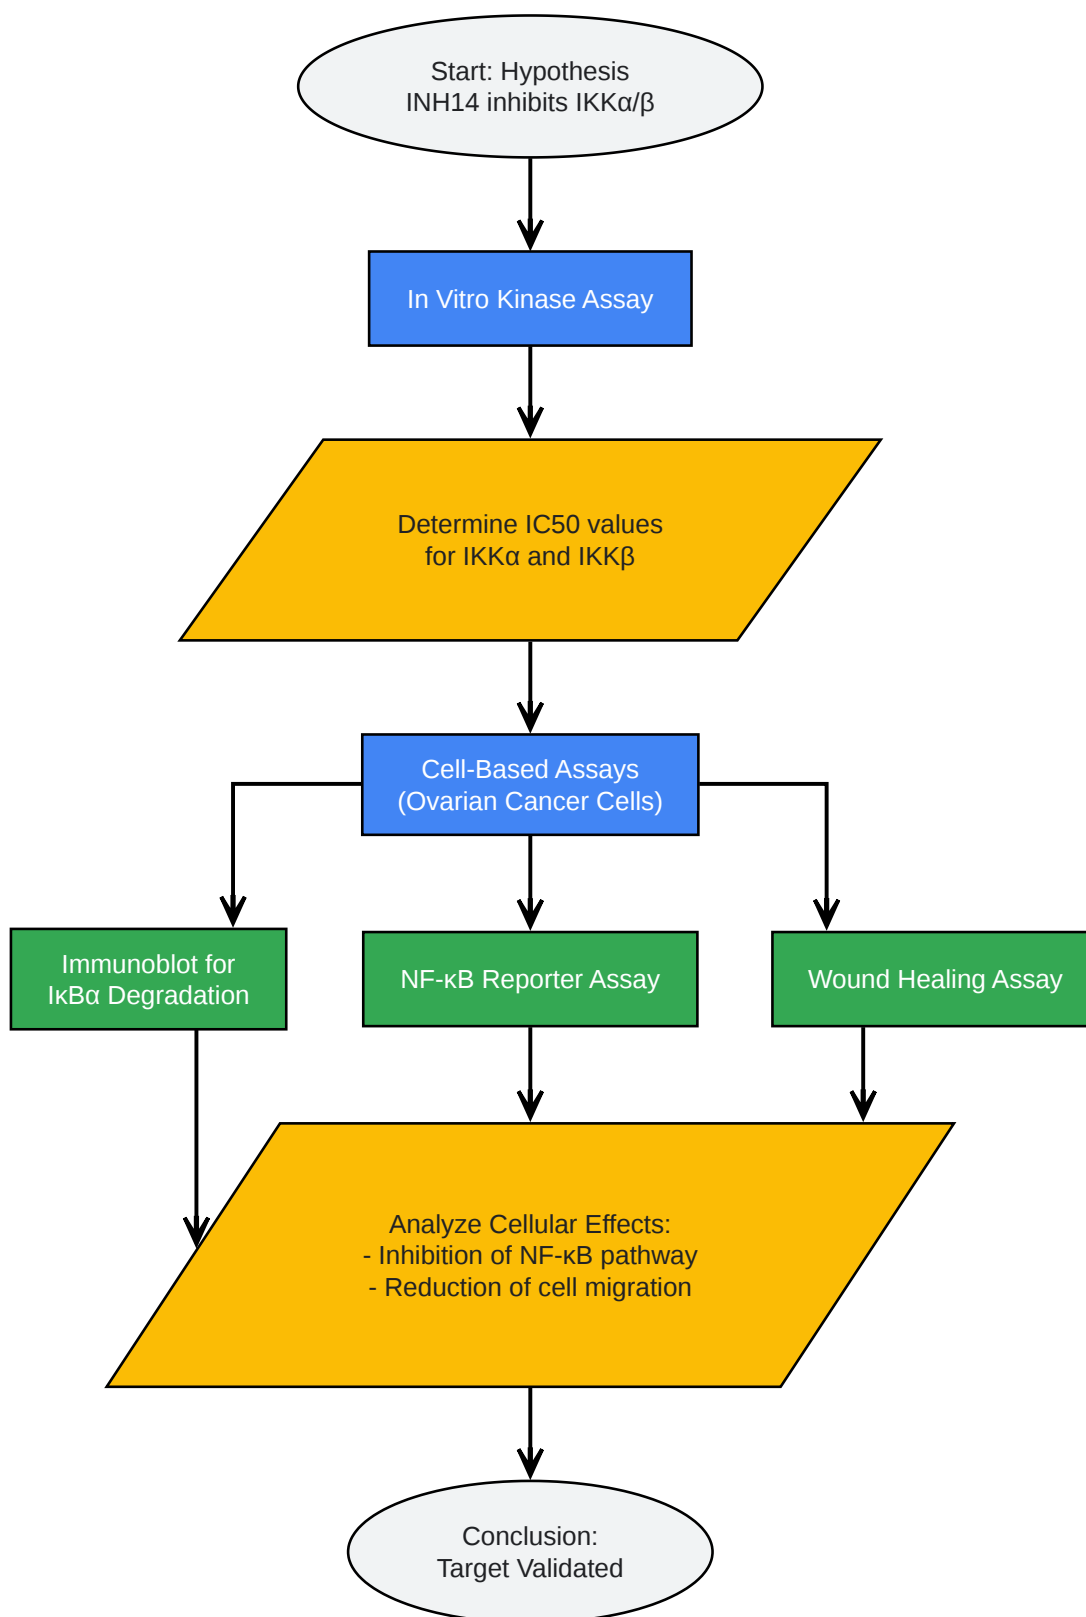 Start: Hypothesis
INH14 inhibits IKKα/β
In Vitro Kinase Assay
Determine IC50 values
for IKKα and IKKβ
Cell-Based Assays
(Ovarian Cancer Cells)
Immunoblot for
IκBα Degradation
NF-κB Reporter Assay
Wound Healing Assay
Analyze Cellular Effects:
- Inhibition of NF-κB pathway
- Reduction of cell migration
Conclusion:
Target Validated